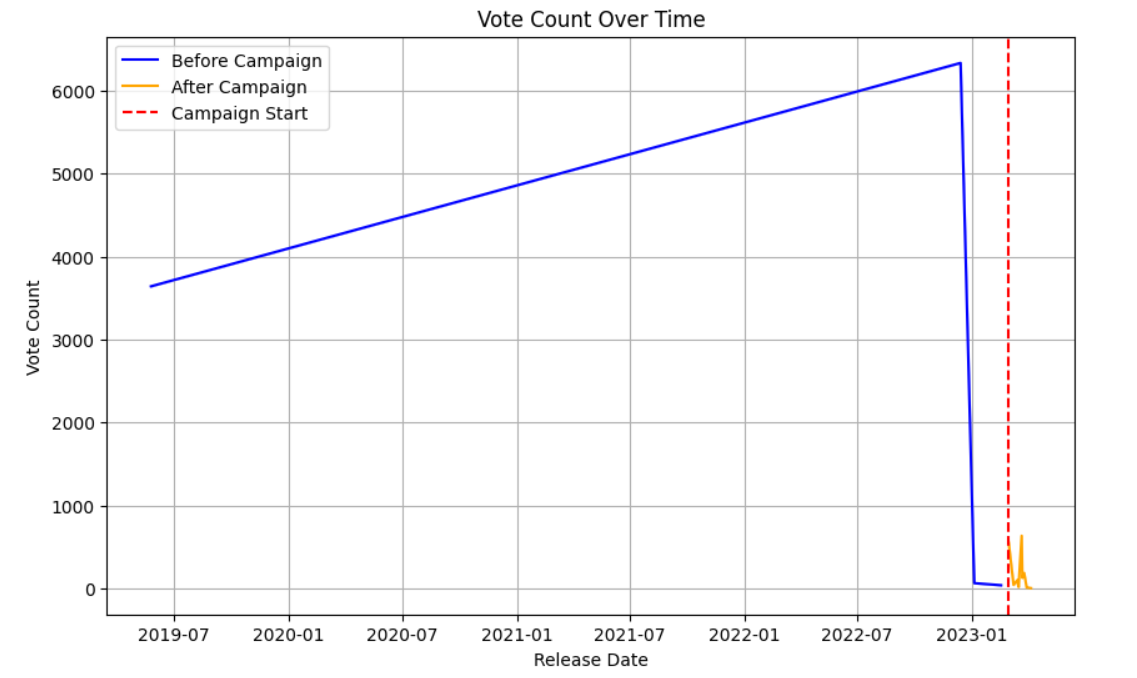 Vote Count Over Time
Before Campaign
After Campaign
Campaign Start
6000
5000
4000
3000
2000
1000
0
Vote Count
2019-07 2020-01 2020-07 2021-01 2021-07 2022-01 2022-07 2023-01
Release Date